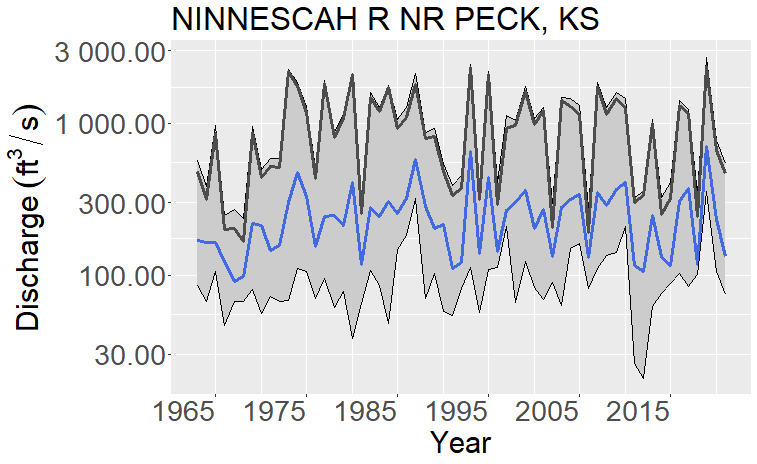 NINNESCAH R NR PECK, KS
Discharge (ft³/s)
3 000.00
1 000.00
300.00
100.00
30.00
1965 1975 1985 1995 2005 2015
Year